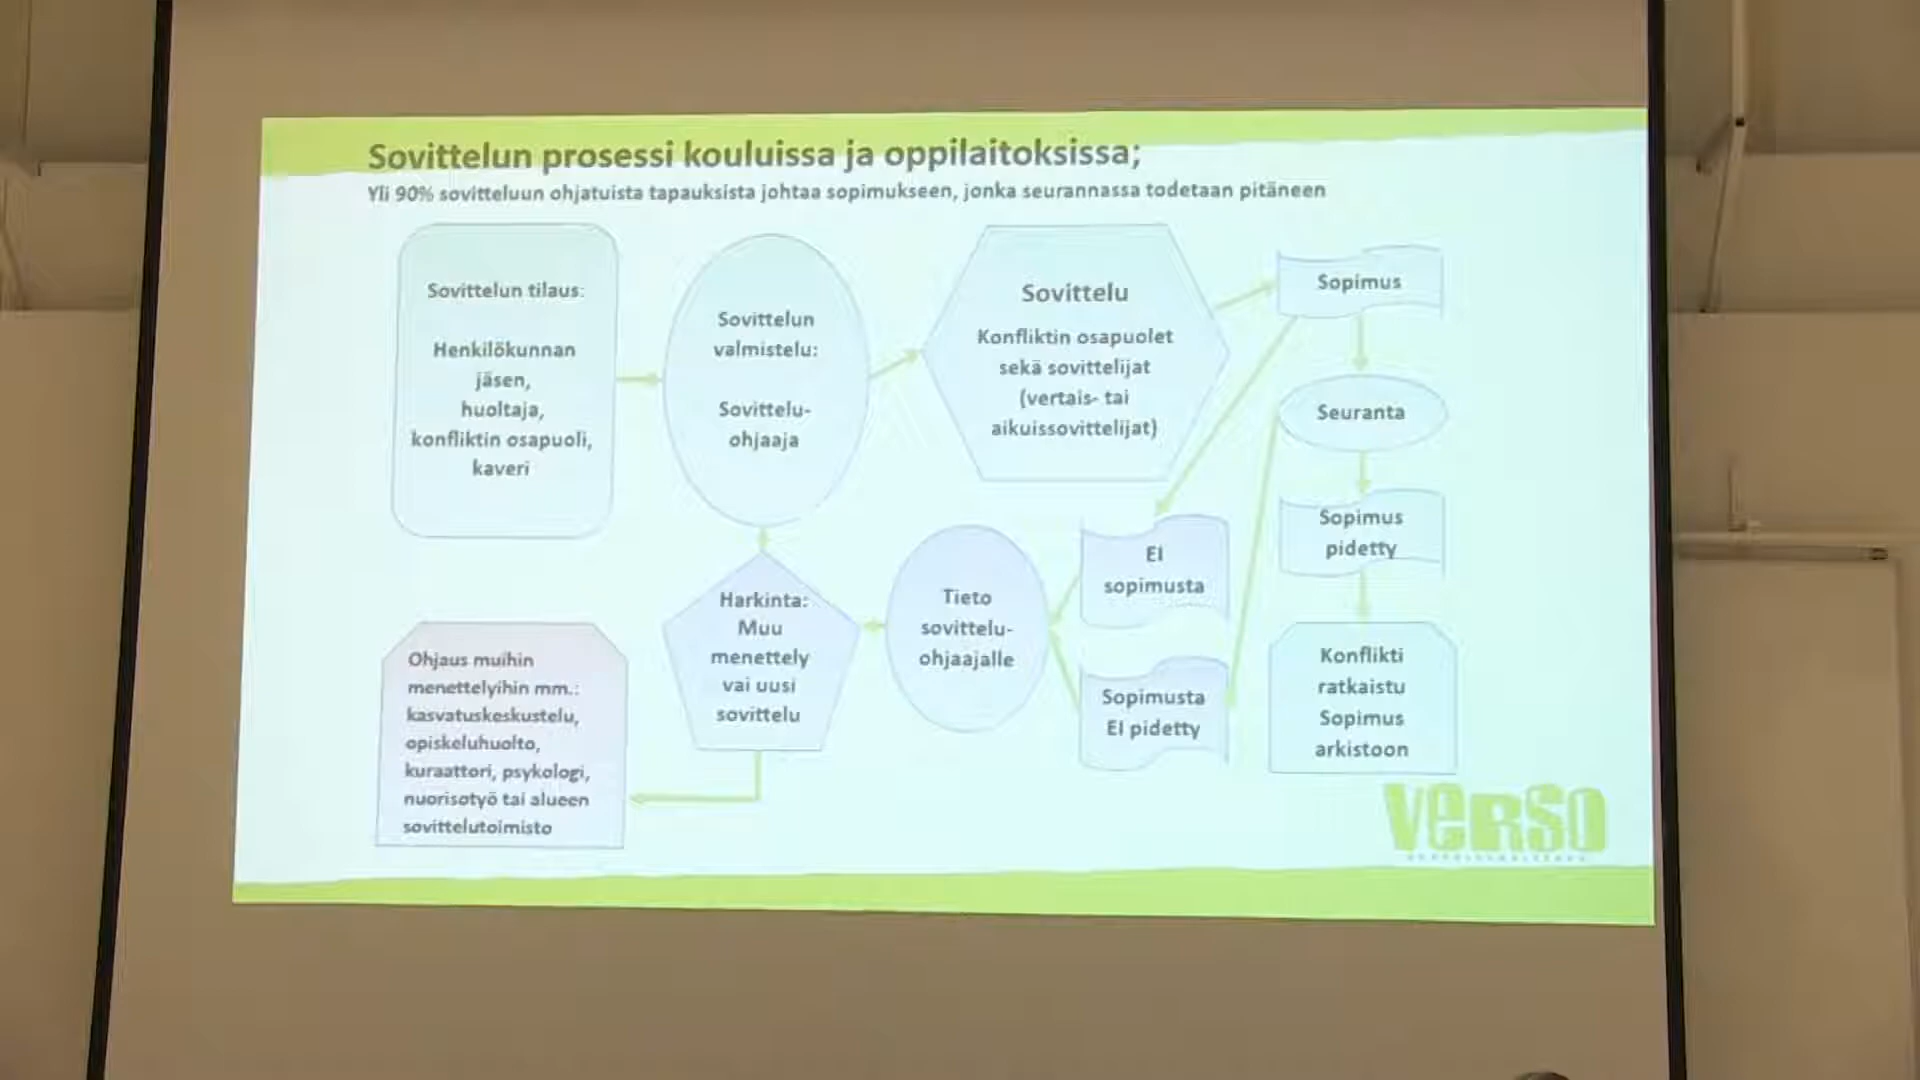 Sovittelun prosessi kouluissa ja oppilaitoksissa;
Yli 90% sovitteluun ohjatuista tapauksista johtaa sopimukseen, jonka seurannassa todetaan pitäneen
Sovittelun tilaus:
Henkilökunnan
jäsen,
huoltaja,
konfliktin osapuoli,
kaveri
Sovittelun
valmistelu:
Sovittelu-
ohjaaja
Sovittelu
Konfliktin osapuolet
sekä sovittelijat
(vertais- tai
aikuissovittelijat)
Sopimus
Seuranta
Sopimus
pidetty
Konflikti
ratkaistu
Sopimus
arkistoon
EI
sopimusta
Sopimusta
EI pidetty
Tieto
sovittelu-
ohjaajalle
Harkinta:
Muu
menettely
vai uusi
sovittelu
Ohjaus muihin
menettelyihin mm.:
kasvatuskeskustelu,
opiskeluhuolto,
kuraattori, psykologi,
nuorisotyö tai alueen
sovittelutoimisto
VERSO